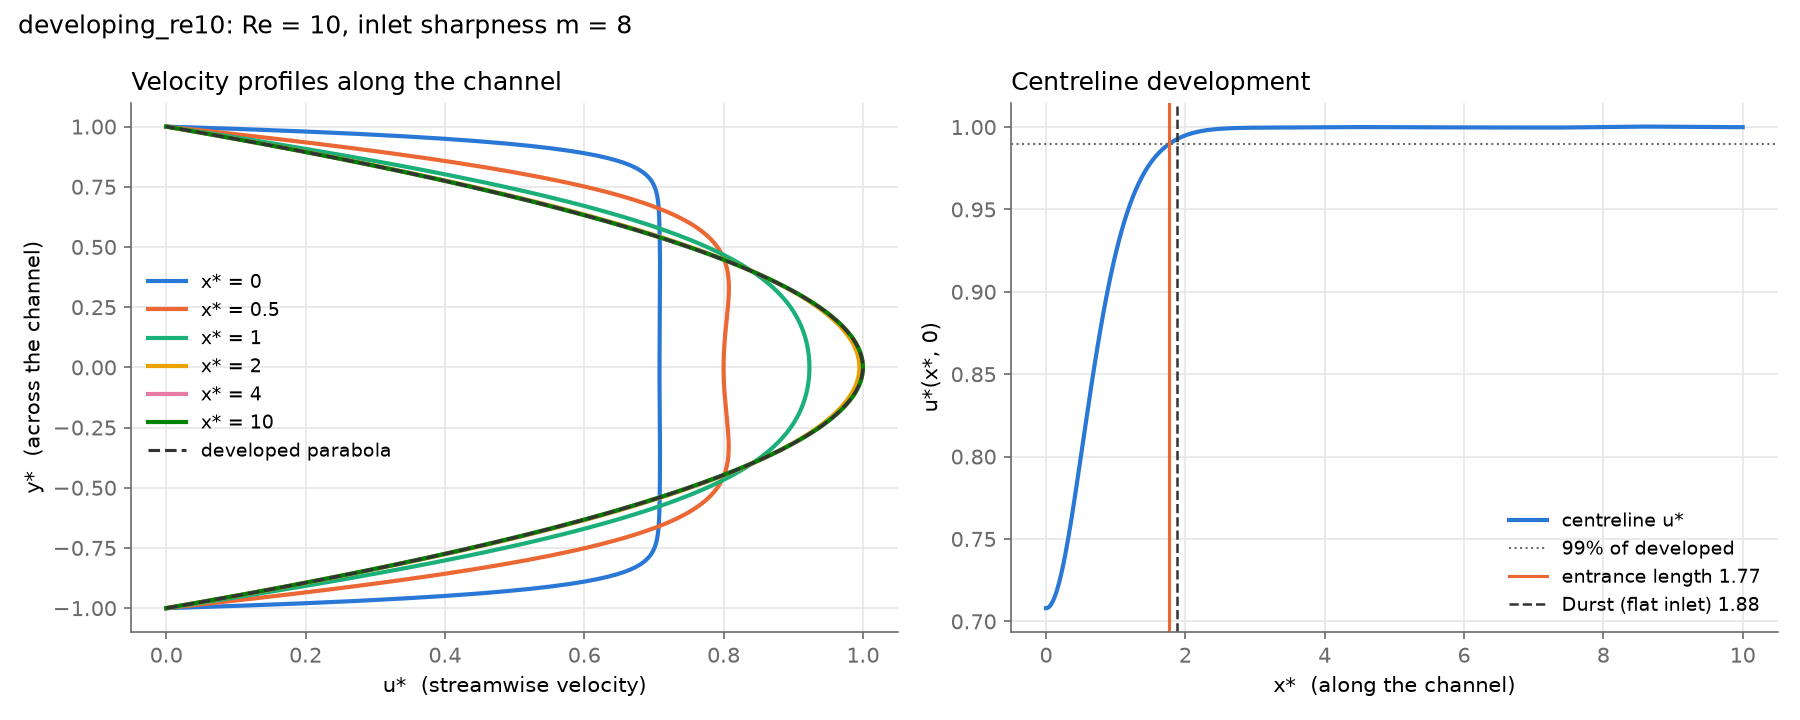 developing_re10: Re = 10, inlet sharpness m = 8
Velocity profiles along the channel
y* (across the channel)
1.00
0.75
0.50
0.25
0.00
−0.25
−0.50
−0.75
−1.00
x* = 0
x* = 0.5
x* = 1
x* = 2
x* = 4
x* = 10
developed parabola
0.0 0.2 0.4 0.6 0.8 1.0
u* (streamwise velocity)
Centreline development
u*(x*, 0)
1.00
0.95
0.90
0.85
0.80
0.75
0.70
centreline u*
99% of developed
entrance length 1.77
Durst (flat inlet) 1.88
0 2 4 6 8 10
x* (along the channel)